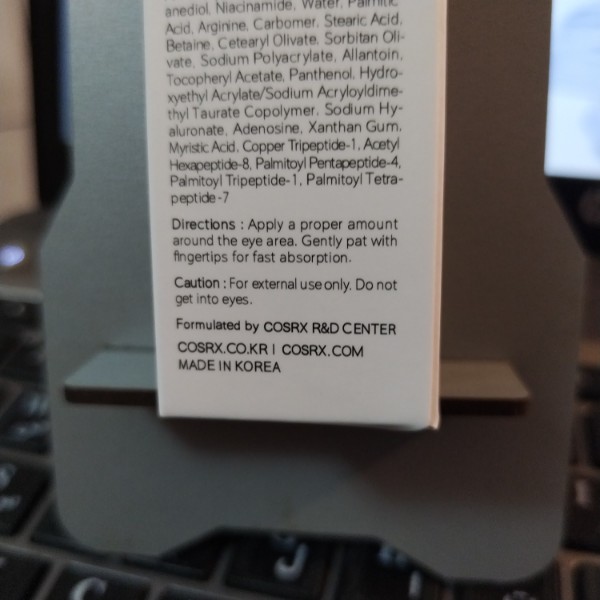 anediol, Niacinamide, Water, Palmitic
Acid, Arginine, Carbomer, Stearic Acid,
Betaine, Cetearyl Olivate, Sorbitan Oli-
vate, Sodium Polyacrylate, Allantoin,
Tocopheryl Acetate, Panthenol, Hydro-
xyethyl Acrylate/Sodium Acryloyldime-
thyl Taurate Copolymer, Sodium Hy-
aluronate, Adenosine, Xanthan Gum,
Myristic Acid, Copper Tripeptide-1, Acetyl
Hexapeptide-8, Palmitoyl Pentapeptide-4,
Palmitoyl Tripeptide-1, Palmitoyl Tetra-
peptide-7
Directions : Apply a proper amount
around the eye area. Gently pat with
fingertips for fast absorption.
Caution : For external use only. Do not
get into eyes.
Formulated by COSRX R&D CENTER
COSRX.CO.KR | COSRX.COM
MADE IN KOREA
J
C